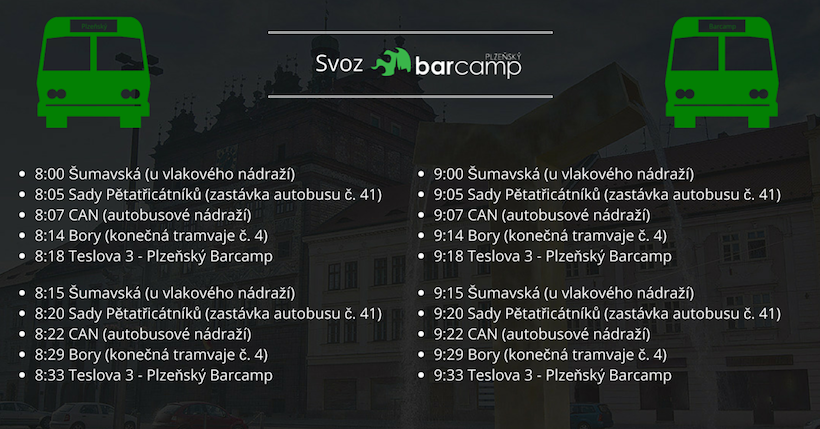 Plzeňský
Barcamp
Svoz
PLZEŇSKÝ
barcamp
8:00 Šumavská (u vlakového nádraží)
8:05 Sady Pětatřicátníků (zastávka autobusu č. 41)
8:07 CAN (autobusové nádraží)
8:14 Bory (konečná tramvaje č. 4)
8:18 Teslova 3 - Plzeňský Barcamp
8:15 Šumavská (u vlakového nádraží)
8:20 Sady Pětatřicátníků (zastávka autobusu č. 41)
8:22 CAN (autobusové nádraží)
8:29 Bory (konečná tramvaje č. 4)
8:33 Teslova 3 - Plzeňský Barcamp
9:00 Šumavská (u vlakového nádraží)
9:05 Sady Pětatřicátníků (zastávka autobusu č. 41)
9:07 CAN (autobusové nádraží)
9:14 Bory (konečná tramvaje č. 4)
9:18 Teslova 3 - Plzeňský Barcamp
9:15 Šumavská (u vlakového nádraží)
9:20 Sady Pětatřicátníků (zastávka autobusu č. 41)
9:22 CAN (autobusové nádraží)
9:29 Bory (konečná tramvaje č. 4)
9:33 Teslova 3 - Plzeňský Barcamp